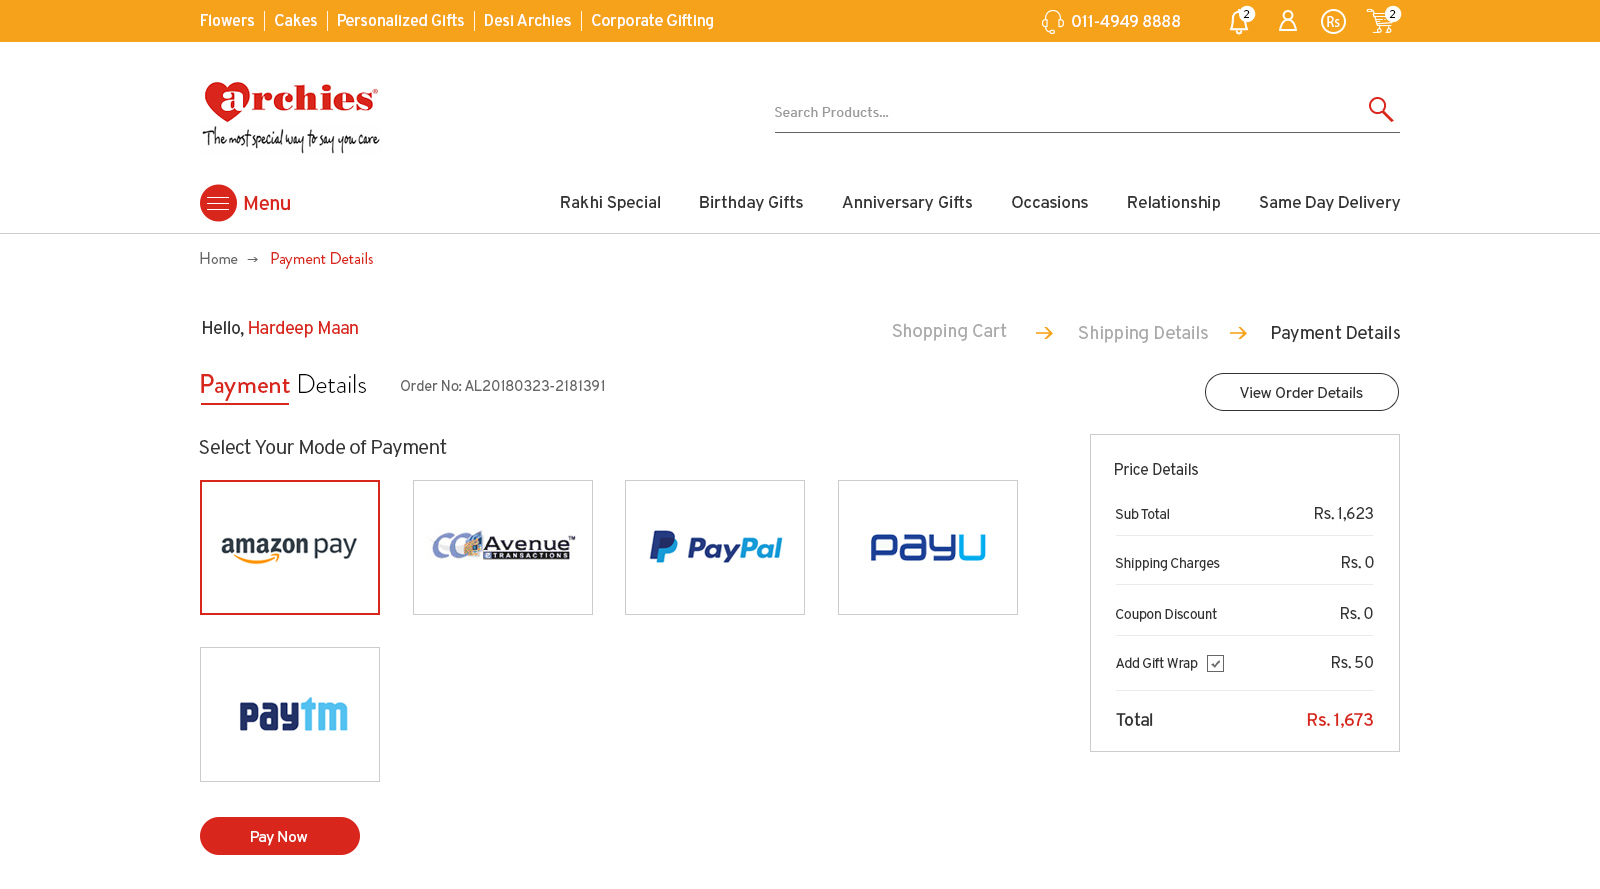 Flowers Cakes Personalized Gifts Desi Archies Corporate Gifting 011-4949 8888 2 Rs 2
archies®
The most special way to say you care
Search Products...
Menu Rakhi Special Birthday Gifts Anniversary Gifts Occasions Relationship Same Day Delivery
Home → Payment Details
Hello, Hardeep Maan
Shopping Cart → Shipping Details → Payment Details
Payment Details Order No: AL20180323-2181391 View Order Details
Select Your Mode of Payment
amazon pay
CCAvenue™
TRANSACTIONS
PayPal
PayU
paytm
Pay Now
Price Details
Sub Total Rs. 1,623
Shipping Charges Rs. 0
Coupon Discount Rs. 0
Add Gift Wrap Rs. 50
Total Rs. 1,673